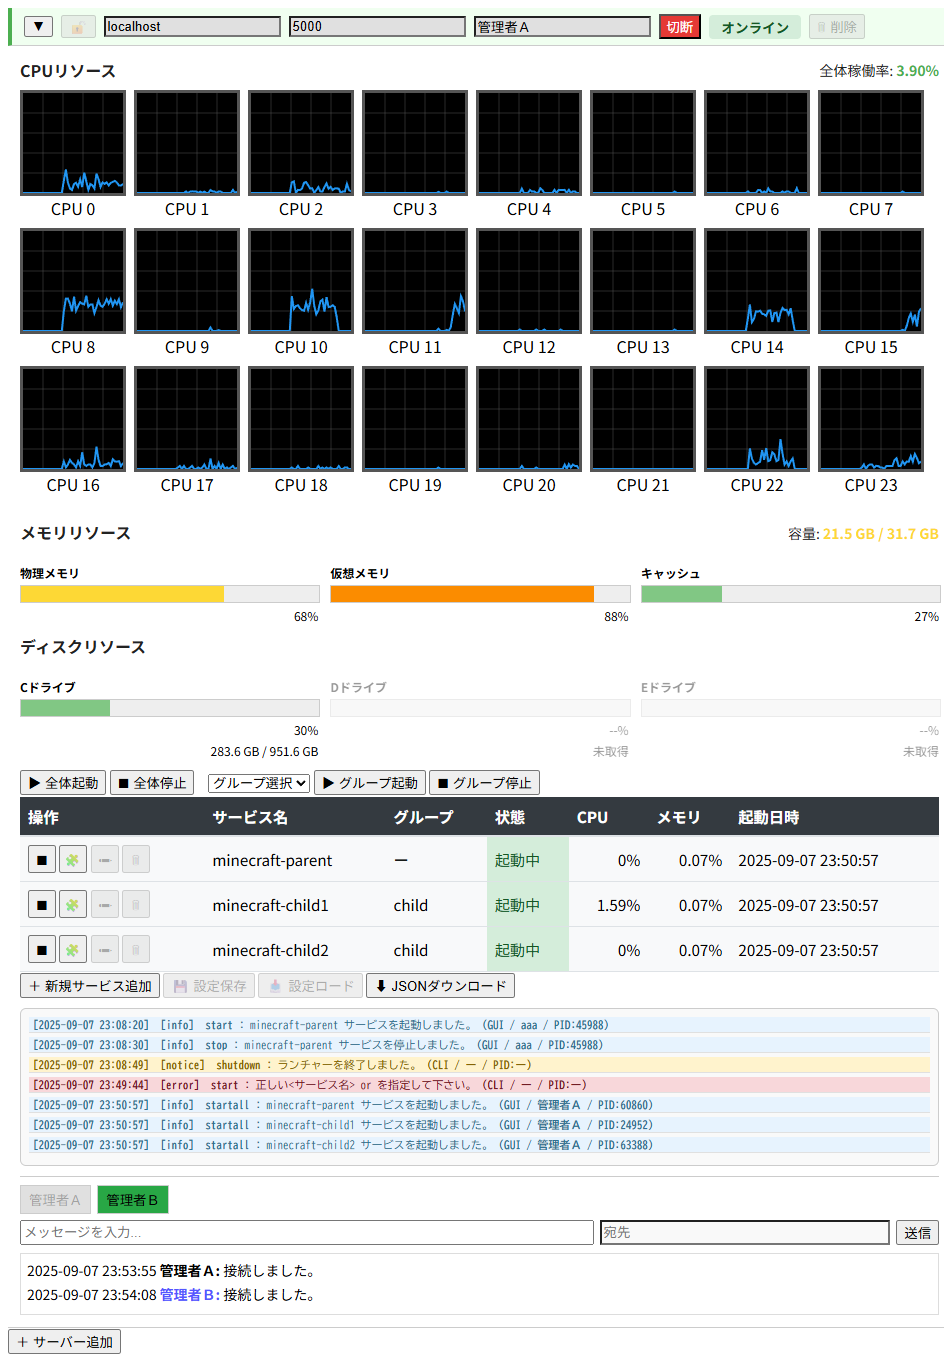 ▼ localhost 5000 管理者Ａ 切断 オンライン 削除
CPUリソース 全体稼働率: 3.90%
CPU 0 CPU 1 CPU 2 CPU 3 CPU 4 CPU 5 CPU 6 CPU 7
CPU 8 CPU 9 CPU 10 CPU 11 CPU 12 CPU 13 CPU 14 CPU 15
CPU 16 CPU 17 CPU 18 CPU 19 CPU 20 CPU 21 CPU 22 CPU 23
メモリリソース 容量: 21.5 GB / 31.7 GB
物理メモリ 仮想メモリ キャッシュ
68% 88% 27%
ディスクリソース
Cドライブ Dドライブ Eドライブ
30% --% --%
283.6 GB / 951.6 GB 未取得 未取得
▶ 全体起動 ■ 全体停止 グループ選択 ▶ グループ起動 ■ グループ停止
操作 サービス名 グループ 状態 CPU メモリ 起動日時
■ minecraft-parent ー 起動中 0% 0.07% 2025-09-07 23:50:57
■ minecraft-child1 child 起動中 1.59% 0.07% 2025-09-07 23:50:57
■ minecraft-child2 child 起動中 0% 0.07% 2025-09-07 23:50:57
＋ 新規サービス追加 設定保存 設定ロード ⬇ JSONダウンロード
[2025-09-07 23:08:20] [info] start : minecraft-parent サービスを起動しました。 (GUI / aaa / PID:45988)
[2025-09-07 23:08:30] [info] stop : minecraft-parent サービスを停止しました。 (GUI / aaa / PID:45988)
[2025-09-07 23:08:49] [notice] shutdown : ランチャーを終了しました。 (CLI / ー / PID:ー)
[2025-09-07 23:49:44] [error] start : 正しい<サービス名> or を指定して下さい。 (CLI / ー / PID:ー)
[2025-09-07 23:50:57] [info] startall : minecraft-parent サービスを起動しました。 (GUI / 管理者Ａ / PID:60860)
[2025-09-07 23:50:57] [info] startall : minecraft-child1 サービスを起動しました。 (GUI / 管理者Ａ / PID:24952)
[2025-09-07 23:50:57] [info] startall : minecraft-child2 サービスを起動しました。 (GUI / 管理者Ａ / PID:63388)
管理者Ａ 管理者Ｂ
メッセージを入力... 宛先 送信
2025-09-07 23:53:55 管理者Ａ: 接続しました。
2025-09-07 23:54:08 管理者Ｂ: 接続しました。
＋ サーバー追加